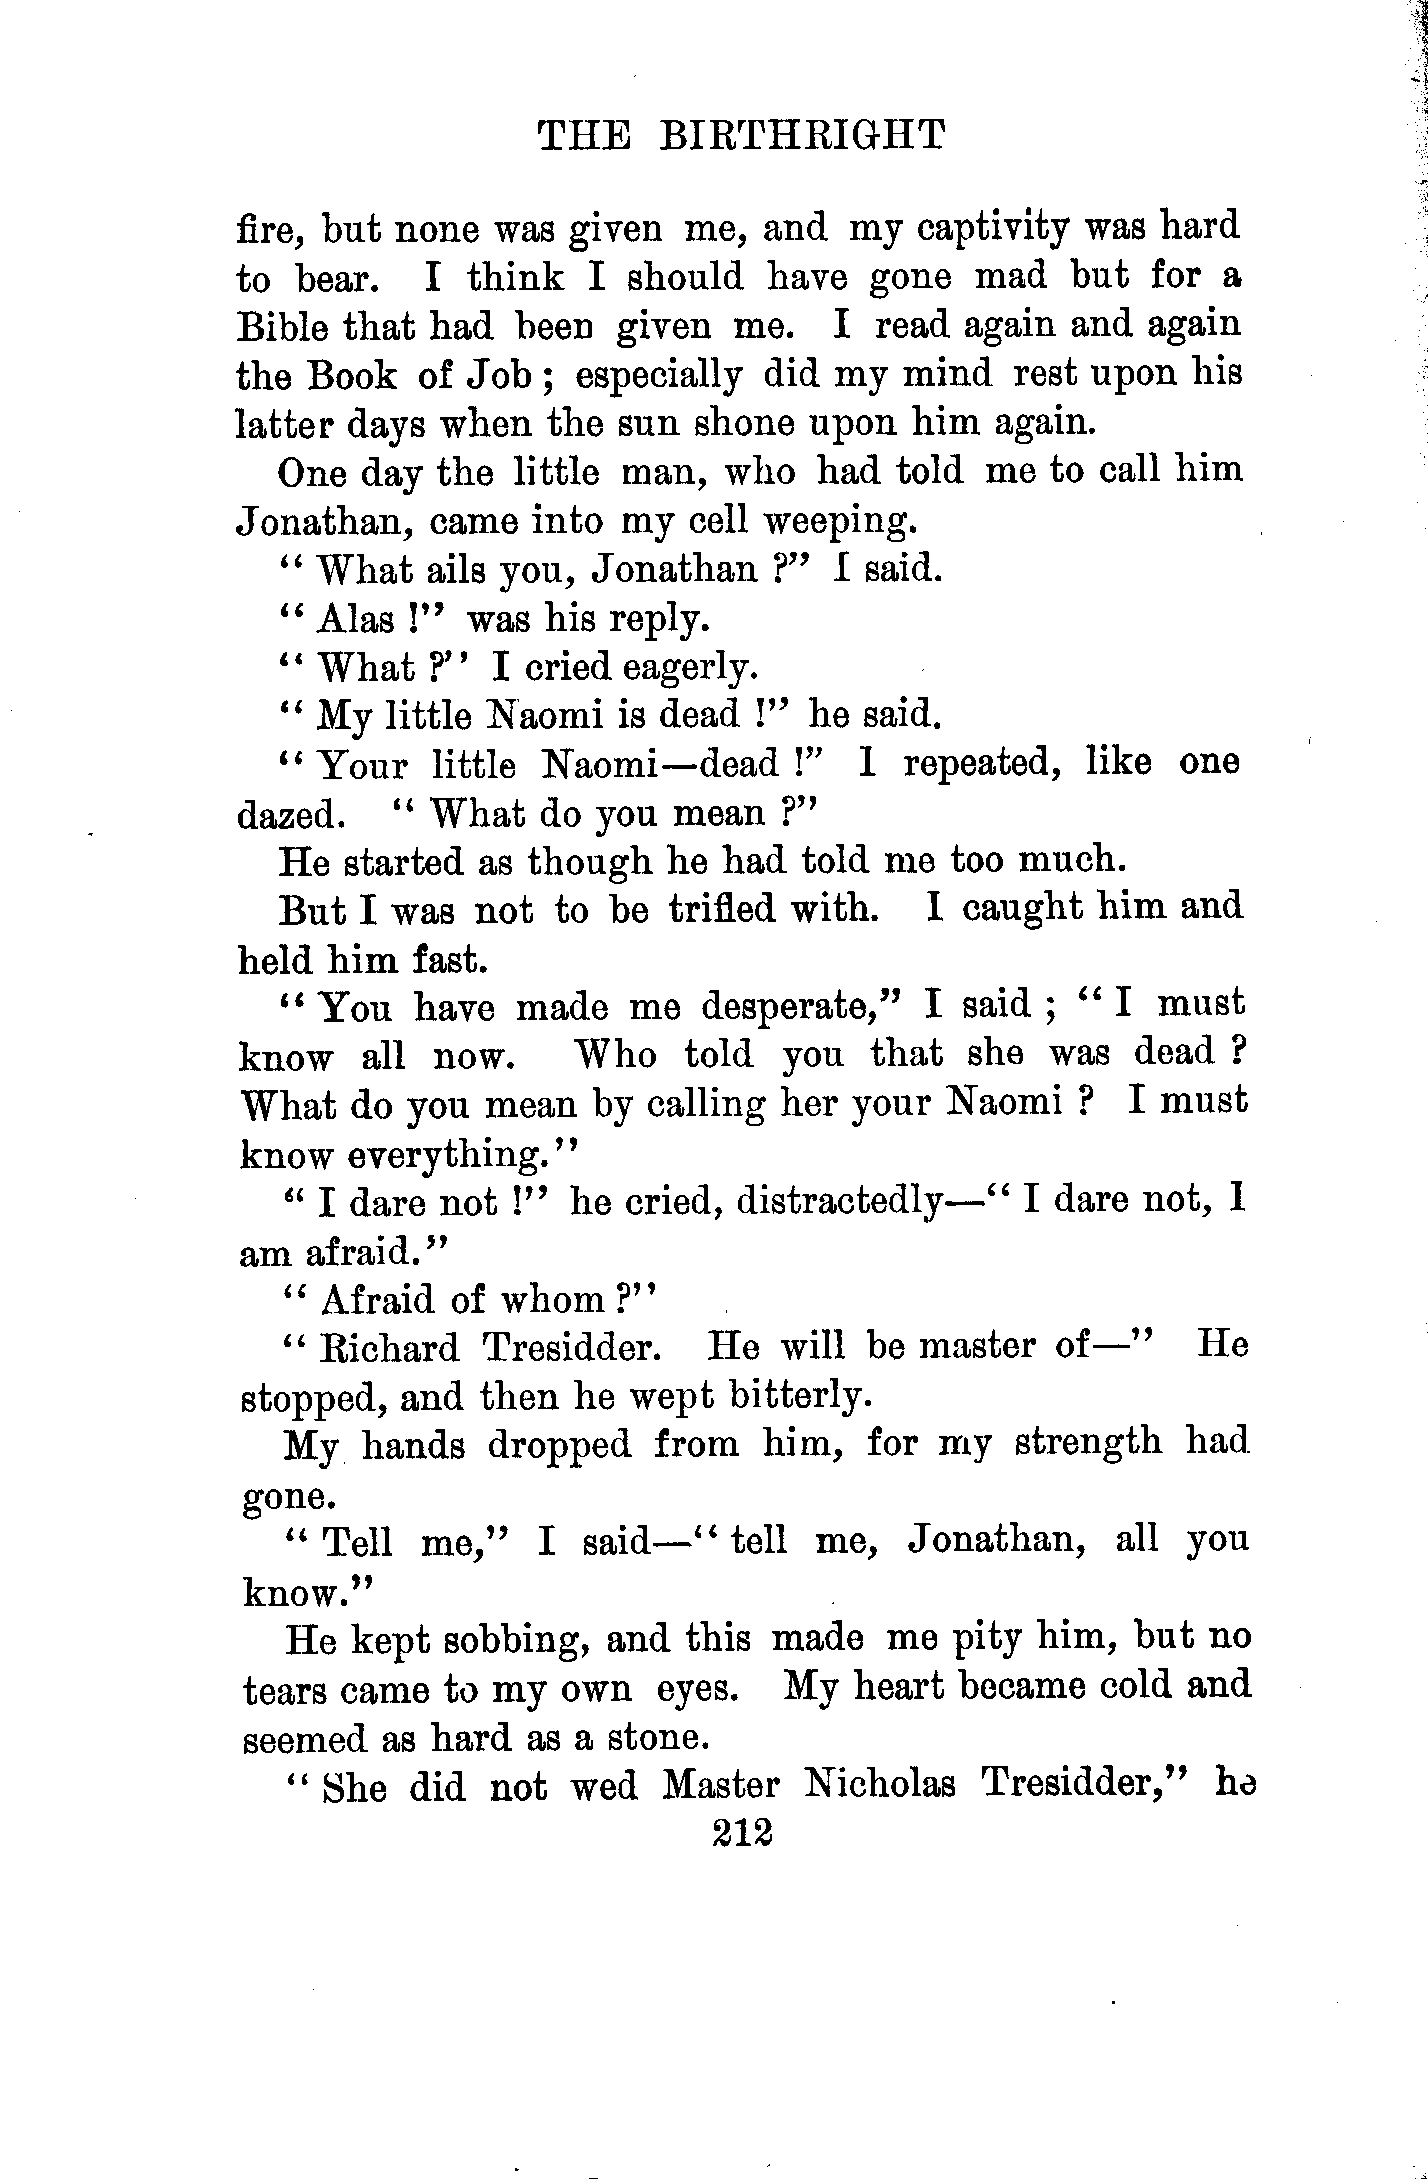 THE BIRTHRIGHT
fire, but none was given me, and my captivity was hard
to bear. I think I should have gone mad but for a
Bible that had been given me. I read again and again
the Book of Job ; especially did my mind rest upon his
latter days when the sun shone upon him again.
One day the little man, who had told me to call him
Jonathan, came into my cell weeping.
“ What ails you, Jonathan ?” I said.
“ Alas !” was his reply.
“ What ?” I cried eagerly.
“ My little Naomi is dead !” he said.
“ Your little Naomi—dead !” I repeated, like one
dazed. “ What do you mean ?”
He started as though he had told me too much.
But I was not to be trifled with. I caught him and
held him fast.
“ You have made me desperate,” I said ; “ I must
know all now. Who told you that she was dead ?
What do you mean by calling her your Naomi ? I must
know everything.”
“ I dare not !” he cried, distractedly—“ I dare not, I
am afraid.”
“ Afraid of whom ?”
“ Richard Tresidder. He will be master of—” He
stopped, and then he wept bitterly.
My hands dropped from him, for my strength had
gone.
“ Tell me,” I said—“ tell me, Jonathan, all you
know.”
He kept sobbing, and this made me pity him, but no
tears came to my own eyes. My heart became cold and
seemed as hard as a stone.
“ She did not wed Master Nicholas Tresidder,” he
212